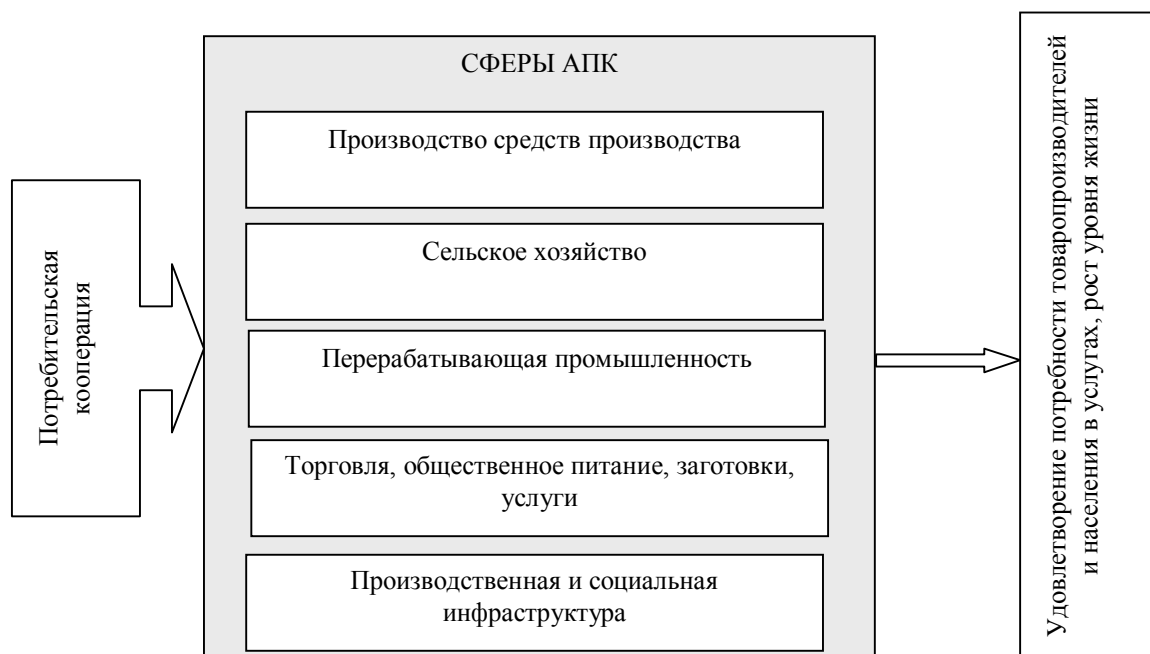 Потребительская
кооперация
СФЕРЫ АПК
Производство средств производства
Сельское хозяйство
Перерабатывающая промышленность
Торговля, общественное питание, заготовки,
услуги
Производственная и социальная
инфраструктура
Удовлетворение потребности товаропроизводителей
и населения в услугах, рост уровня жизни